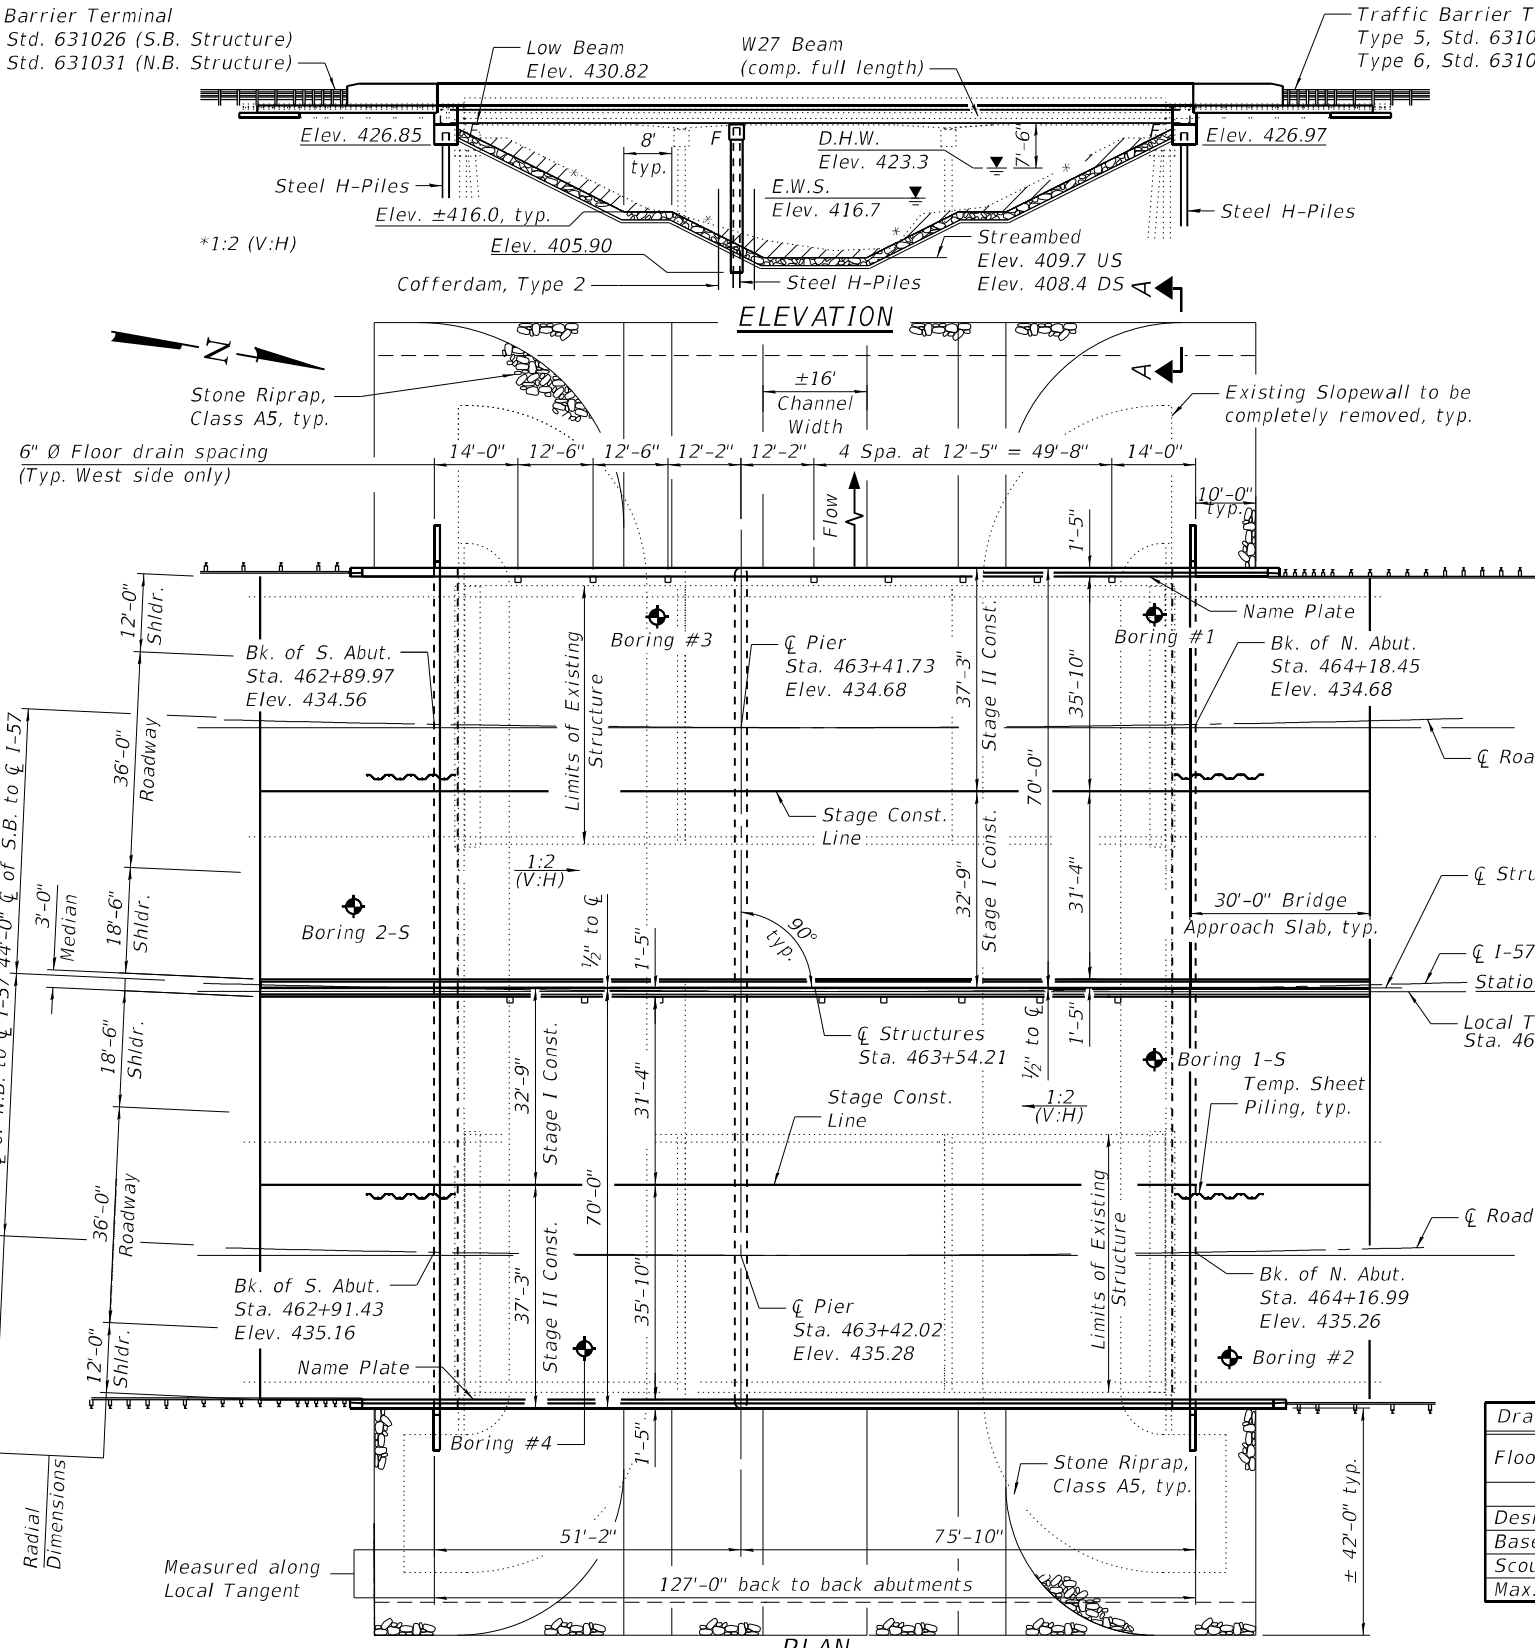 Barrier Terminal
Std. 631026 (S.B. Structure)
Std. 631031 (N.B. Structure)
Low Beam
Elev. 430.82
W27 Beam
(comp. full length)
Traffic Barrier T
Type 5, Std. 6310
Type 6, Std. 6310
Elev. 426.85
F
F
F
8'
typ.
D.H.W.
Elev. 423.3
7'-6"
Elev. 426.97
Steel H-Piles
E.W.S.
Elev. 416.7
Steel H-Piles
Elev. ±416.0, typ.
*
*
*
*
*1:2 (V:H)
Elev. 405.90
Streambed
Elev. 409.7 US
Elev. 408.4 DS
Cofferdam, Type 2
Steel H-Piles
A
ELEVATION
N
A
Stone Riprap,
Class A5, typ.
±16'
Channel
Width
Existing Slopewall to be
completely removed, typ.
6" Ø Floor drain spacing
(Typ. West side only)
14'-0"
12'-6"
12'-6"
12'-2"
12'-2"
4 Spa. at 12'-5" = 49'-8"
14'-0"
10'-0"
typ.
Flow
1'-5"
12'-0"
Shldr.
Name Plate
Boring #3
Boring #1
Bk. of S. Abut.
Sta. 462+89.97
Elev. 434.56
Limits of Existing
Structure
℄ Pier
Sta. 463+41.73
Elev. 434.68
37'-3"
Stage II Const.
35'-10"
Bk. of N. Abut.
Sta. 464+18.45
Elev. 434.68
36'-0"
Roadway
℄ Roa
70'-0"
Stage Const.
Line
44'-0" ℄ of S.B. to ℄ I-57
3'-0"
Median
18'-6"
Shldr.
1:2
(V:H)
32'-9"
Stage I Const.
31'-4"
℄ Stru
30'-0" Bridge
Approach Slab, typ.
Boring 2-S
½" to ℄
1'-5"
90°
typ.
℄ I-57
Statio
Local T
Sta. 46
℄ Structures
Sta. 463+54.21
½" to ℄
1'-5"
18'-6"
Shldr.
32'-9"
Stage I Const.
31'-4"
Boring 1-S
Temp. Sheet
Piling, typ.
Stage Const.
Line
1:2
(V:H)
N.B. to ℄ I-57
36'-0"
Roadway
70'-0"
Limits of Existing
Structure
℄ Road
Bk. of S. Abut.
Sta. 462+91.43
Elev. 435.16
37'-3"
Stage II Const.
35'-10"
℄ Pier
Sta. 463+42.02
Elev. 435.28
Bk. of N. Abut.
Sta. 464+16.99
Elev. 435.26
12'-0"
Shldr.
Name Plate
Boring #2
Boring #4
1'-5"
Stone Riprap,
Class A5, typ.
Radial
Dimensions
51'-2"
75'-10"
± 42'-0" typ.
Measured along
Local Tangent
127'-0" back to back abutments
Dra
Floo
Desi
Base
Scou
Max.
PLAN